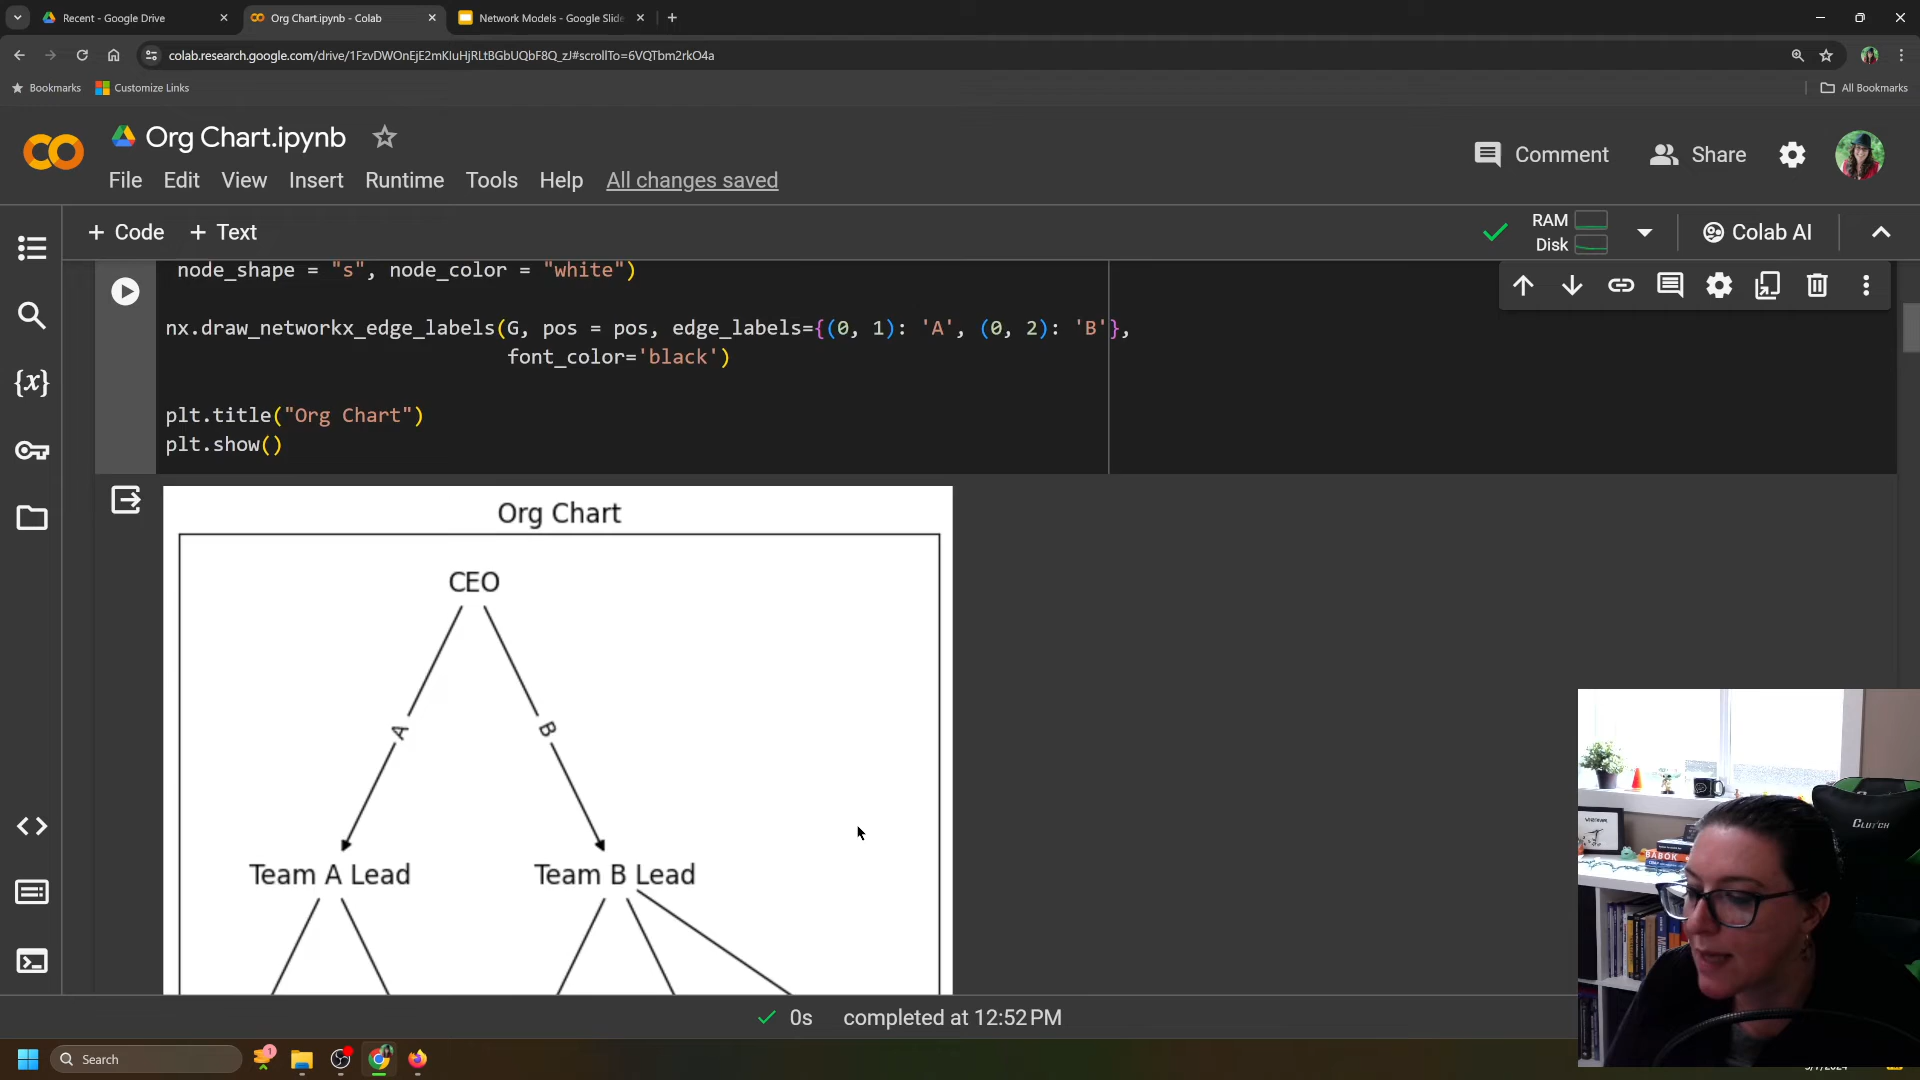 Recent - Google Drive
Org Chart.ipynb - Colab
Network Models - Google Slide
colab.research.google.com/drive/1FzvDWOnEjE2mKIuHjRLtBGbUQbF8Q_zJ#scrollTo=6VQTbm2rkO4a
Bookmarks
Customize Links
All Bookmarks
Org Chart.ipynb
Comment
Share
File Edit View Insert Runtime Tools Help All changes saved
+ Code + Text
RAM
Disk
Colab AI
node_shape = "s", node_color = "white")
nx.draw_networkx_edge_labels(G, pos = pos, edge_labels={(0, 1): 'A', (0, 2): 'B'},
font_color='black')
plt.title("Org Chart")
plt.show()
{x}
Org Chart
CEO
A
B
Team A Lead
Team B Lead
CLUTCH
BABOK
0s completed at 12:52 PM
Search
1